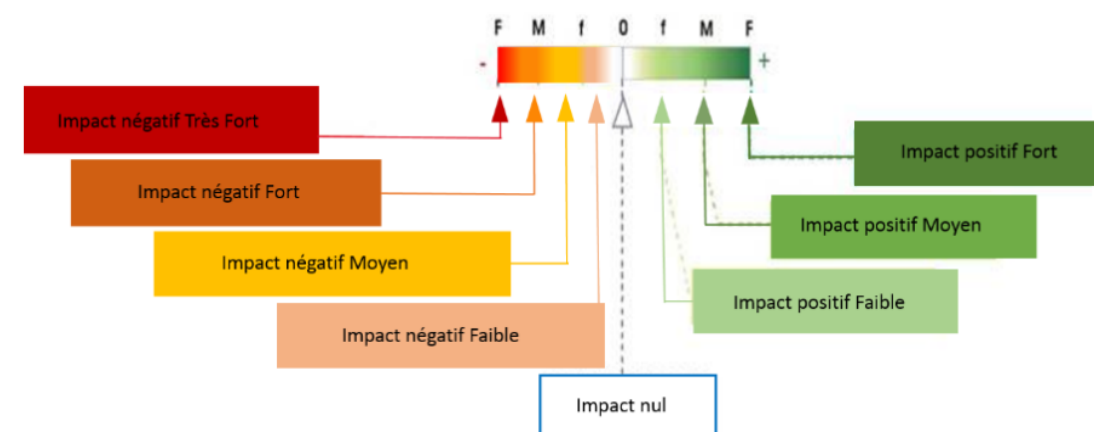 F M f 0 f M F
- +
Impact négatif Très Fort
Impact positif Fort
Impact négatif Fort
Impact positif Moyen
Impact négatif Moyen
Impact positif Faible
Impact négatif Faible
Impact nul